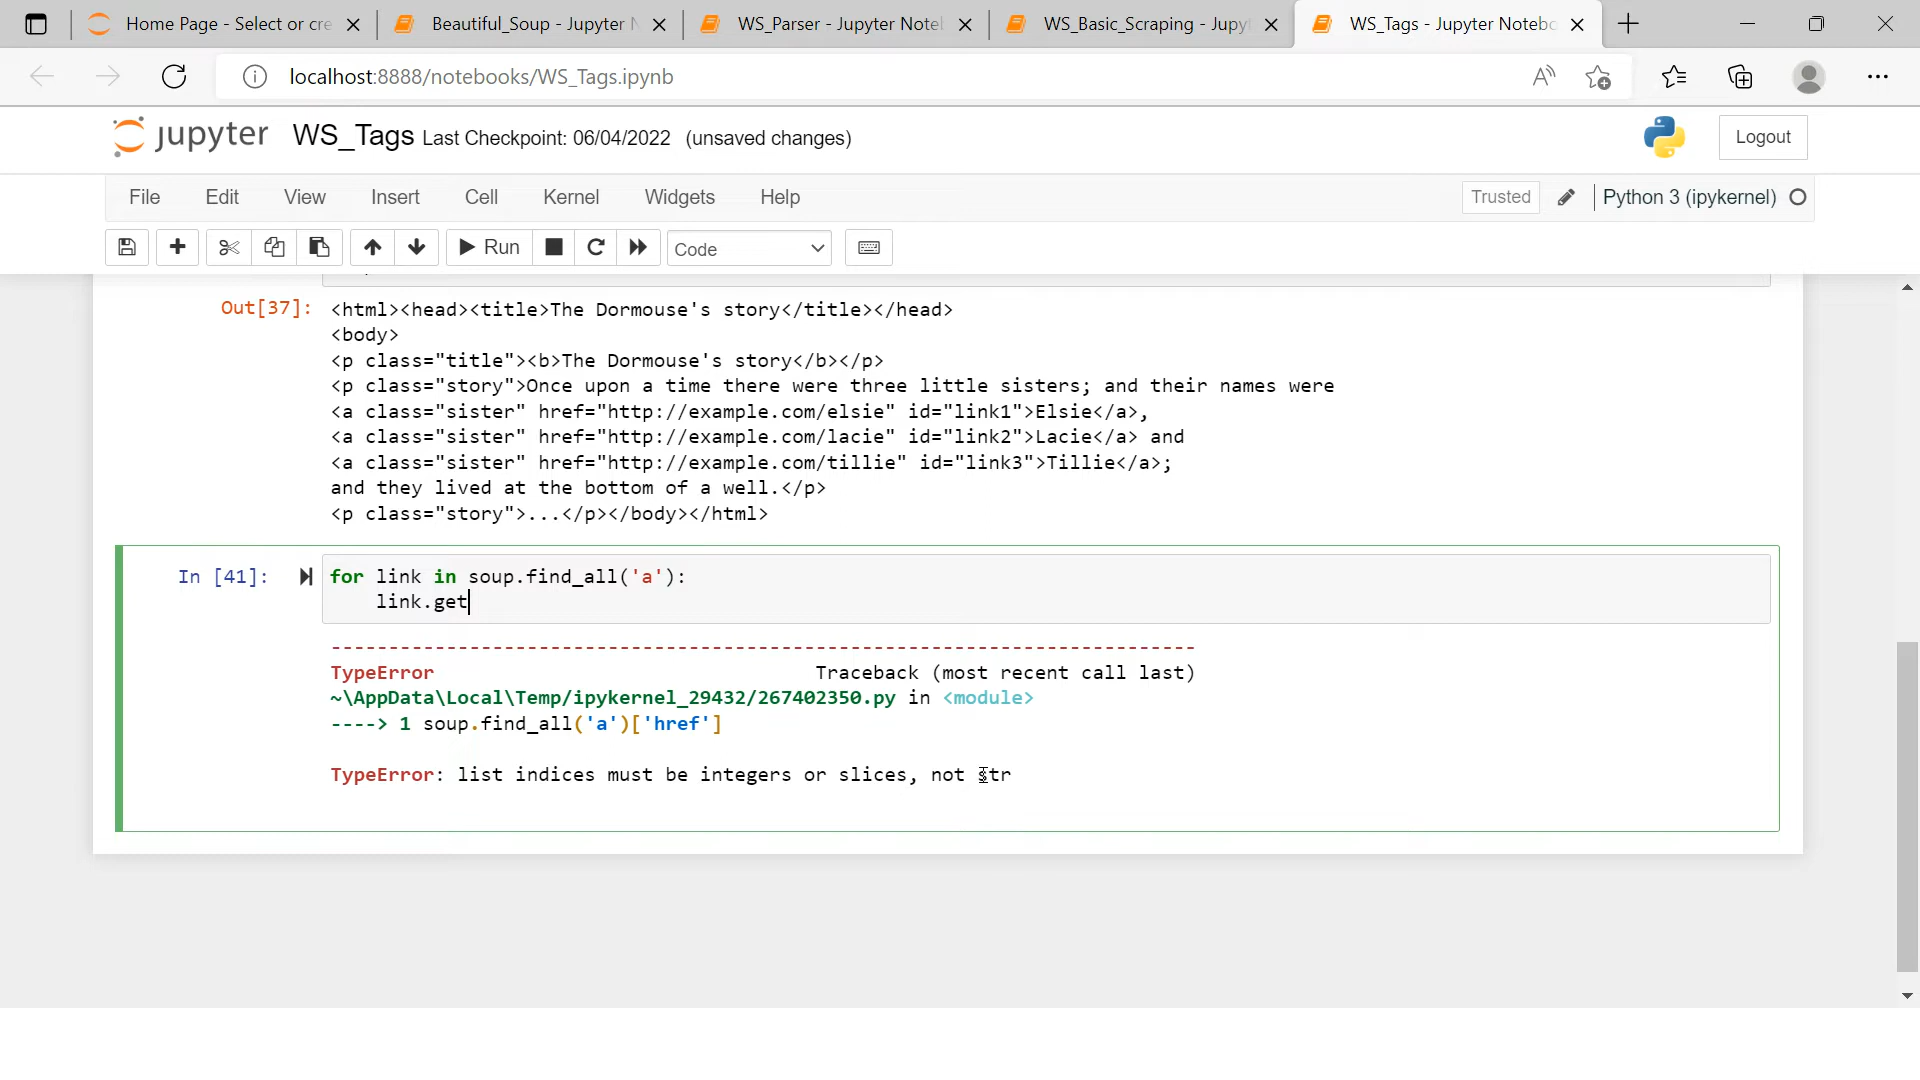 Home Page - Select or cre
Beautiful_Soup - Jupyter N
WS_Parser - Jupyter Note
WS_Basic_Scraping - Jupy
WS_Tags - Jupyter Notebo
localhost:8888/notebooks/WS_Tags.ipynb
jupyter WS_Tags Last Checkpoint: 06/04/2022 (unsaved changes)
Logout
File Edit View Insert Cell Kernel Widgets Help
Trusted
Python 3 (ipykernel)
Run
Code
Out[37]: <html><head><title>The Dormouse's story</title></head>
<body>
<p class="title"><b>The Dormouse's story</b></p>
<p class="story">Once upon a time there were three little sisters; and their names were
<a class="sister" href="http://example.com/elsie" id="link1">Elsie</a>,
<a class="sister" href="http://example.com/lacie" id="link2">Lacie</a> and
<a class="sister" href="http://example.com/tillie" id="link3">Tillie</a>;
and they lived at the bottom of a well.</p>
<p class="story">...</p></body></html>
In [41]: for link in soup.find_all('a'):
link.get
---------------------------------------------------------------------------
TypeError Traceback (most recent call last)
~\AppData\Local\Temp/ipykernel_29432/267402350.py in <module>
----> 1 soup.find_all('a')['href']
TypeError: list indices must be integers or slices, not str